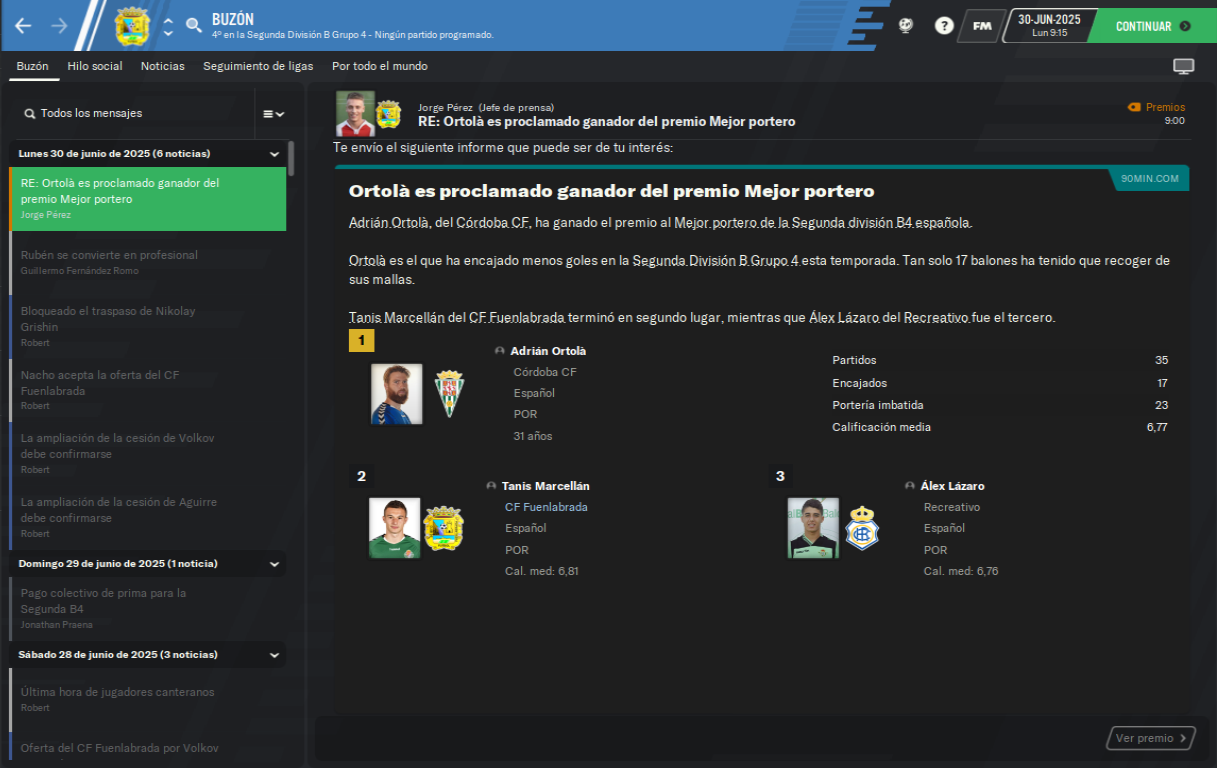 BUZÓN
4º en la Segunda División B Grupo 4 - Ningún partido programado.
?
FM
30-JUN-2025
Lun 9:15
CONTINUAR
Buzón
Hilo social
Noticias
Seguimiento de ligas
Por todo el mundo
Todos los mensajes
Lunes 30 de junio de 2025 (6 noticias)
RE: Ortolà es proclamado ganador del
premio Mejor portero
Jorge Pérez
Rubén se convierte en profesional
Guillermo Fernández Romo
Bloqueado el traspaso de Nikolay
Grishin
Robert
Nacho acepta la oferta del CF
Fuenlabrada
Robert
La ampliación de la cesión de Volkov
debe confirmarse
Robert
La ampliación de la cesión de Aguirre
debe confirmarse
Robert
Domingo 29 de junio de 2025 (1 noticia)
Pago colectivo de prima para la
Segunda B4
Jonathan Praena
Sábado 28 de junio de 2025 (3 noticias)
Última hora de jugadores canteranos
Robert
Oferta del CF Fuenlabrada por Volkov
Jorge Pérez (Jefe de prensa)
RE: Ortolà es proclamado ganador del premio Mejor portero
Premios
9:00
Te envío el siguiente informe que puede ser de tu interés:
90MIN.COM
Ortolà es proclamado ganador del premio Mejor portero
Adrián Ortolà, del Córdoba CF, ha ganado el premio al Mejor portero de la Segunda división B4 española.
Ortolà es el que ha encajado menos goles en la Segunda División B Grupo 4 esta temporada. Tan solo 17 balones ha tenido que recoger de
sus mallas.
Tanis Marcellán del CF Fuenlabrada terminó en segundo lugar, mientras que Álex Lázaro del Recreativo fue el tercero.
1
Adrián Ortolà
Córdoba CF
Español
POR
31 años
Partidos 35
Encajados 17
Portería imbatida 23
Calificación media 6,77
2
Tanis Marcellán
CF Fuenlabrada
Español
POR
Cal. med: 6,81
3
Álex Lázaro
Recreativo
Español
POR
Cal. med: 6,76
Ver premio